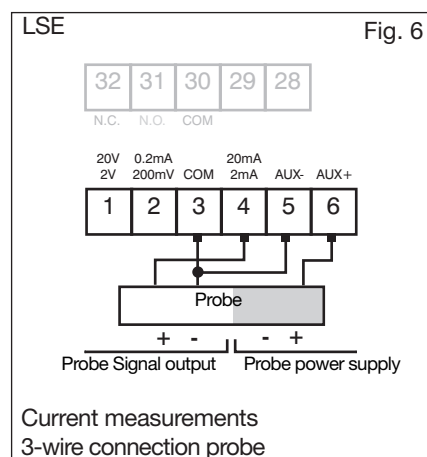 LSE Fig. 6
32 31 30 29 28
N.C. N.O. COM
20V 0.2mA 20mA
2V 200mV COM 2mA AUX- AUX+
1 2 3 4 5 6
Probe
+ - - +
Probe Signal output Probe power supply
Current measurements
3-wire connection probe